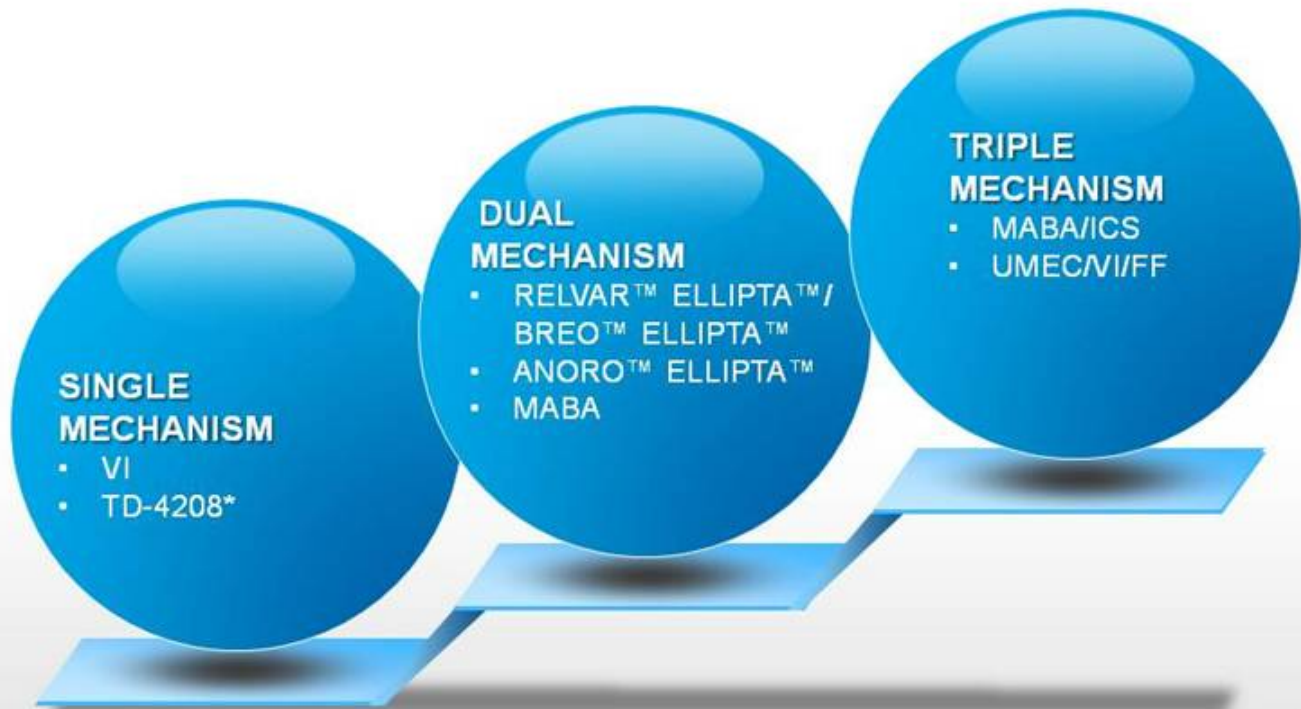 SINGLE
MECHANISM
▪ VI
▪ TD-4208*
DUAL
MECHANISM
▪ RELVAR™ ELLIPTA™/
BREO™ ELLIPTA™
▪ ANORO™ ELLIPTA™
▪ MABA
TRIPLE
MECHANISM
▪ MABA/ICS
▪ UMEC/VI/FF